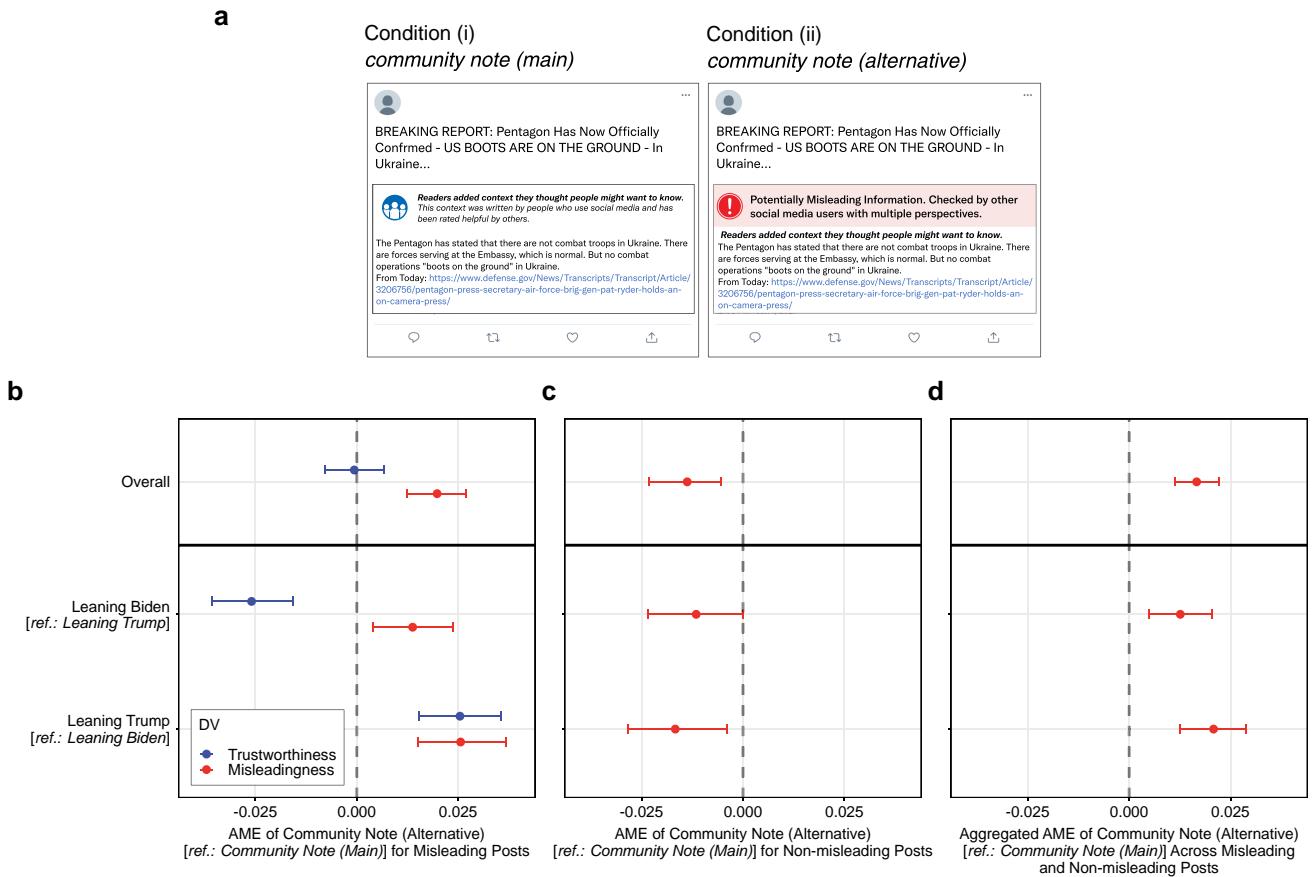 a
Condition (i)
community note (main)
Condition (ii)
community note (alternative)
BREAKING REPORT: Pentagon Has Now Officially
Confrmed - US BOOTS ARE ON THE GROUND - In
Ukraine...
Readers added context they thought people might want to know.
This context was written by people who use social media and has
been rated helpful by others.
The Pentagon has stated that there are not combat troops in Ukraine. There
are forces serving at the Embassy, which is normal. But no combat
operations "boots on the ground" in Ukraine.
From Today: https://www.defense.gov/News/Transcripts/Transcript/Article/
3206756/pentagon-press-secretary-air-force-brig-gen-pat-ryder-holds-an-
on-camera-press/
BREAKING REPORT: Pentagon Has Now Officially
Confrmed - US BOOTS ARE ON THE GROUND - In
Ukraine...
Potentially Misleading Information. Checked by other
social media users with multiple perspectives.
Readers added context they thought people might want to know.
The Pentagon has stated that there are not combat troops in Ukraine. There
are forces serving at the Embassy, which is normal. But no combat
operations "boots on the ground" in Ukraine.
From Today: https://www.defense.gov/News/Transcripts/Transcript/Article/
3206756/pentagon-press-secretary-air-force-brig-gen-pat-ryder-holds-an-
on-camera-press/
b
Overall
Leaning Biden
[ref.: Leaning Trump]
Leaning Trump
[ref.: Leaning Biden]
DV
Trustworthiness
Misleadingness
-0.025 0.000 0.025
AME of Community Note (Alternative)
[ref.: Community Note (Main)] for Misleading Posts
c
-0.025 0.000 0.025
AME of Community Note (Alternative)
[ref.: Community Note (Main)] for Non-misleading Posts
d
-0.025 0.000 0.025
Aggregated AME of Community Note (Alternative)
[ref.: Community Note (Main)] Across Misleading
and Non-misleading Posts